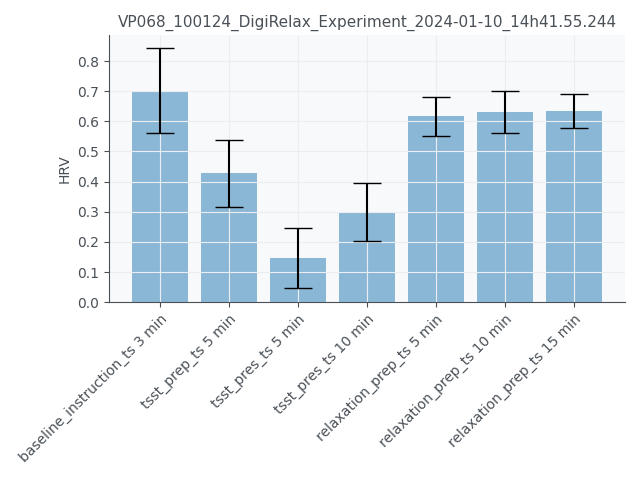 VP068_100124_DigiRelax_Experiment_2024-01-10_14h41.55.244
HRV
0.8
0.7
0.6
0.5
0.4
0.3
0.2
0.1
0.0
baseline_instruction_ts 3 min
tsst_prep_ts 5 min
tsst_pres_ts 5 min
tsst_pres_ts 10 min
relaxation_prep_ts 5 min
relaxation_prep_ts 10 min
relaxation_prep_ts 15 min